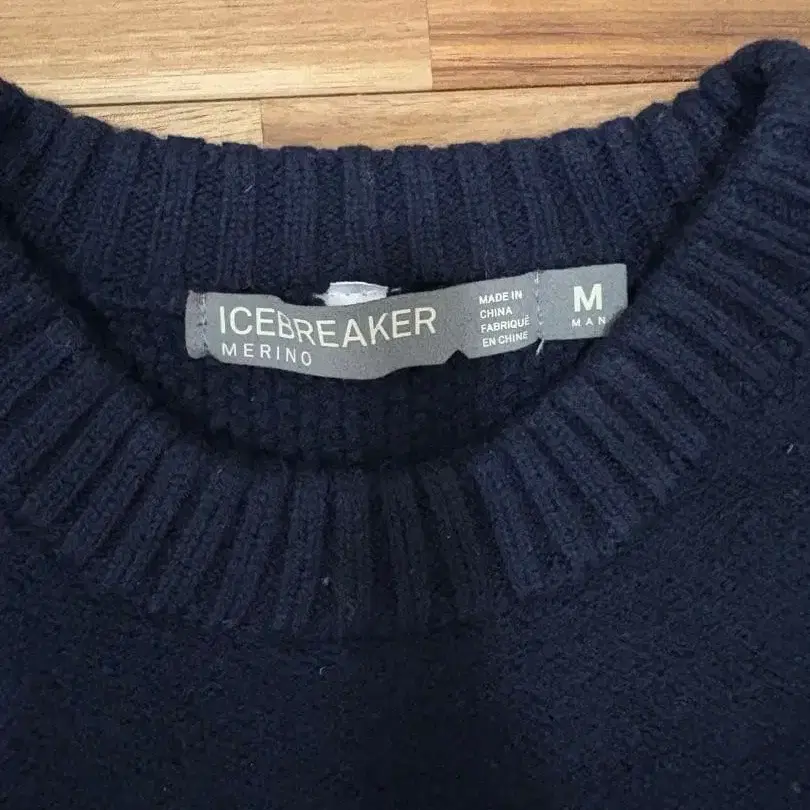 ICEBREAKER
MERINO
MADE IN
CHINA
FABRIQUÉ
EN CHINE
M
MAN